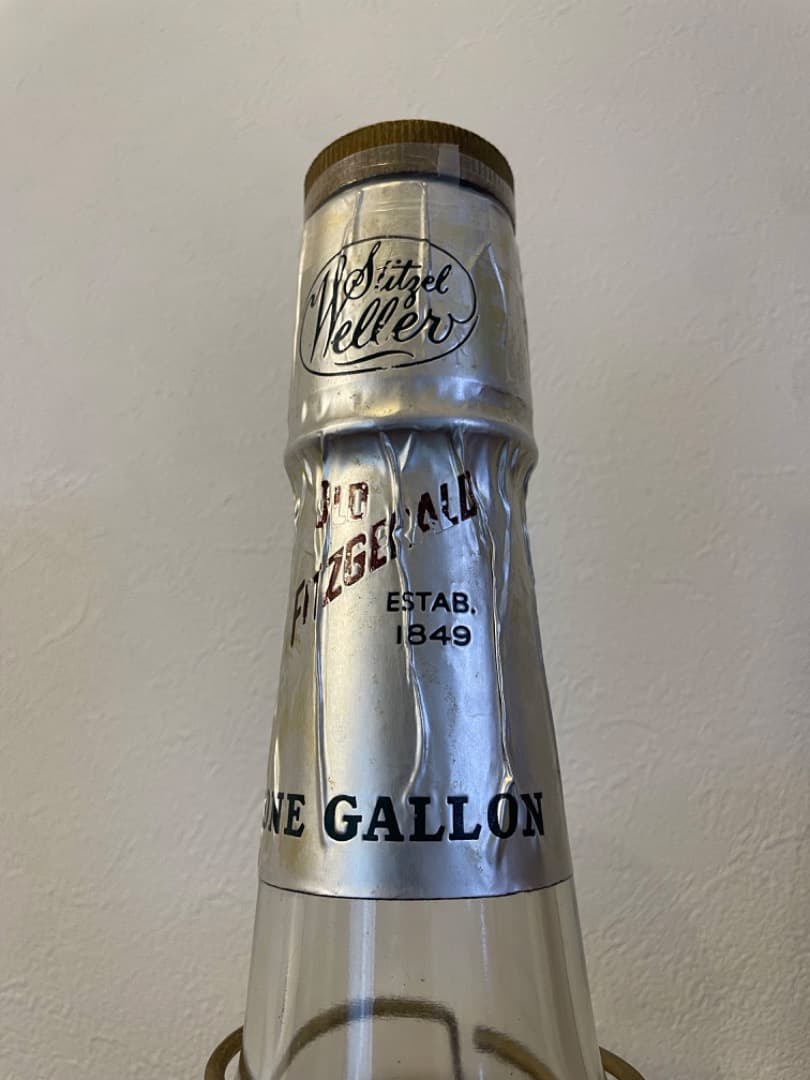 Stitzel
Weller
OLD
FITZGERALD
ESTAB.
1849
ONE GALLON